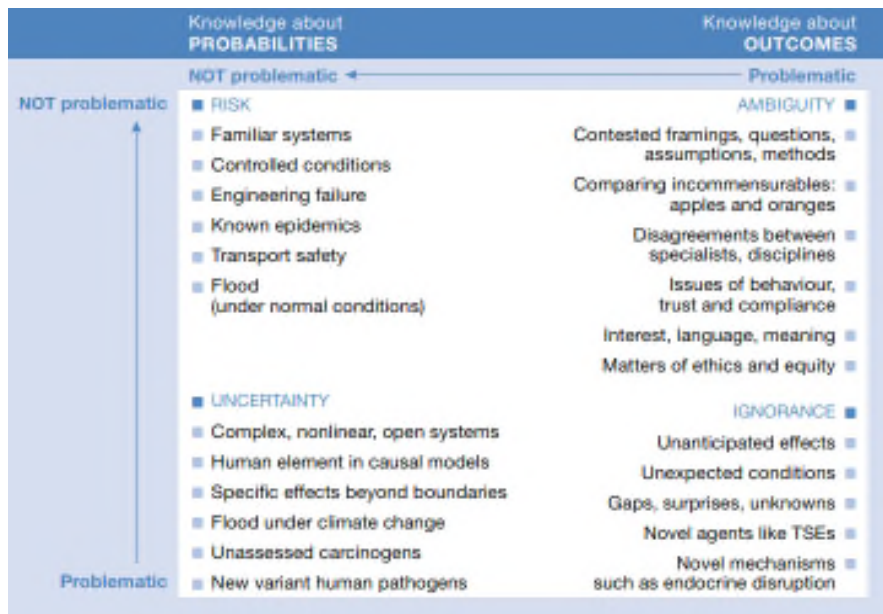 Knowledge about
PROBABILITIES
Knowledge about
OUTCOMES
NOT problematic
Problematic
NOT problematic
RISK
Familiar systems
Controlled conditions
Engineering failure
Known epidemics
Transport safety
Flood
(under normal conditions)
AMBIGUITY
Contested framings, questions,
assumptions, methods
Comparing incommensurables:
apples and oranges
Disagreements between
specialists, disciplines
Issues of behaviour,
trust and compliance
Interest, language, meaning
Matters of ethics and equity
UNCERTAINTY
Complex, nonlinear, open systems
Human element in causal models
Specific effects beyond boundaries
Flood under climate change
Unassessed carcinogens
New variant human pathogens
IGNORANCE
Unanticipated effects
Unexpected conditions
Gaps, surprises, unknowns
Novel agents like TSEs
Novel mechanisms
such as endocrine disruption
Problematic